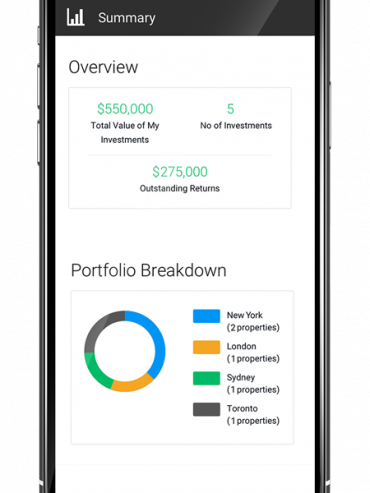 Summary
Overview
$550,000
Total Value of My
Investments
5
No of Investments
$275,000
Outstanding Returns
Portfolio Breakdown
New York
(2 properties)
London
(1 properties)
Sydney
(1 properties)
Toronto
(1 properties)